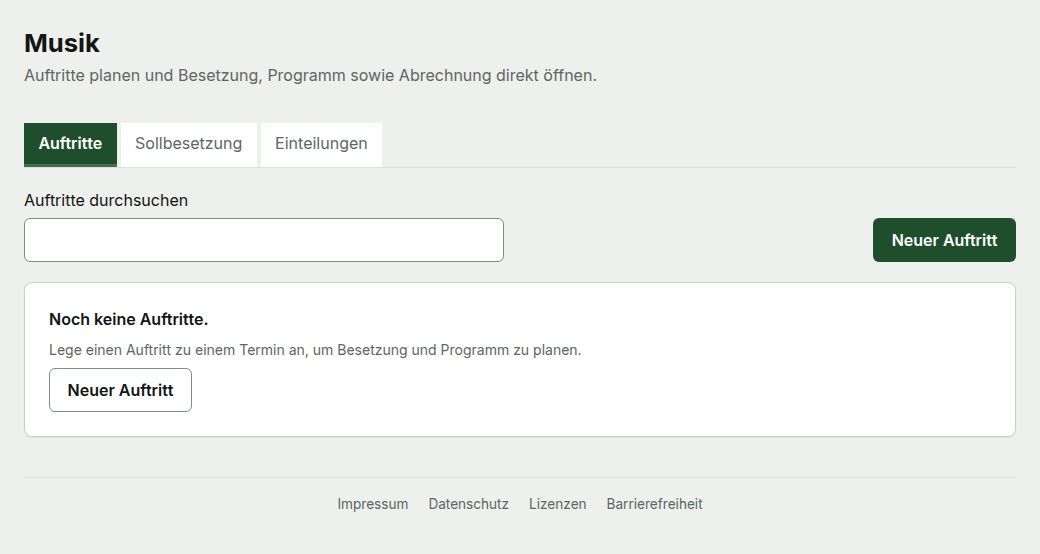 Musik
Auftritte planen und Besetzung, Programm sowie Abrechnung direkt öffnen.
Auftritte
Sollbesetzung
Einteilungen
Auftritte durchsuchen
Neuer Auftritt
Noch keine Auftritte.
Lege einen Auftritt zu einem Termin an, um Besetzung und Programm zu planen.
Neuer Auftritt
Impressum
Datenschutz
Lizenzen
Barrierefreiheit